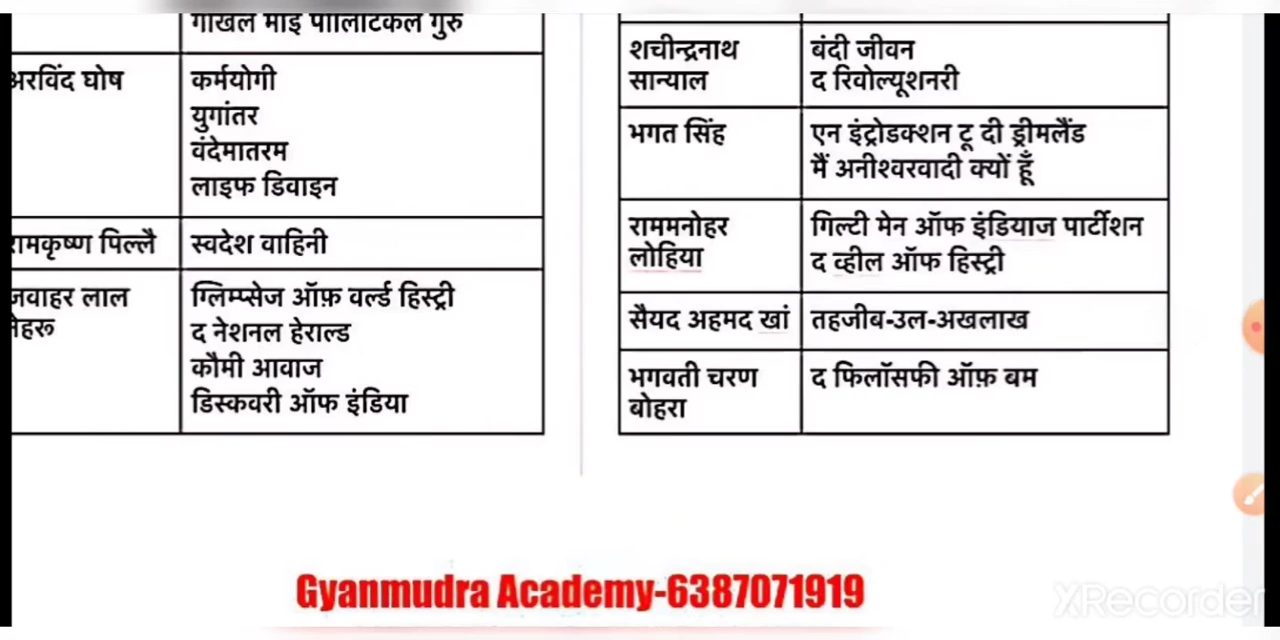 गोखले माई पॉलिटिकल गुरु
अरविंद घोष
कर्मयोगी
युगांतर
वंदेमातरम
लाइफ डिवाइन
रामकृष्ण पिल्लै
स्वदेश वाहिनी
जवाहर लाल
नेहरू
ग्लिम्प्सेज ऑफ़ वर्ल्ड हिस्ट्री
द नेशनल हेराल्ड
कौमी आवाज
डिस्कवरी ऑफ इंडिया
शचीन्द्रनाथ
सान्याल
बंदी जीवन
द रिवोल्यूशनरी
भगत सिंह
एन इंट्रोडक्शन टू दी ड्रीमलैंड
मैं अनीश्वरवादी क्यों हूँ
राममनोहर
लोहिया
गिल्टी मेन ऑफ इंडियाज पार्टीशन
द व्हील ऑफ हिस्ट्री
सैयद अहमद खां
तहजीब-उल-अखलाख
भगवती चरण
बोहरा
द फिलॉसफी ऑफ़ बम
Gyanmudra Academy-6387071919
XRecorder